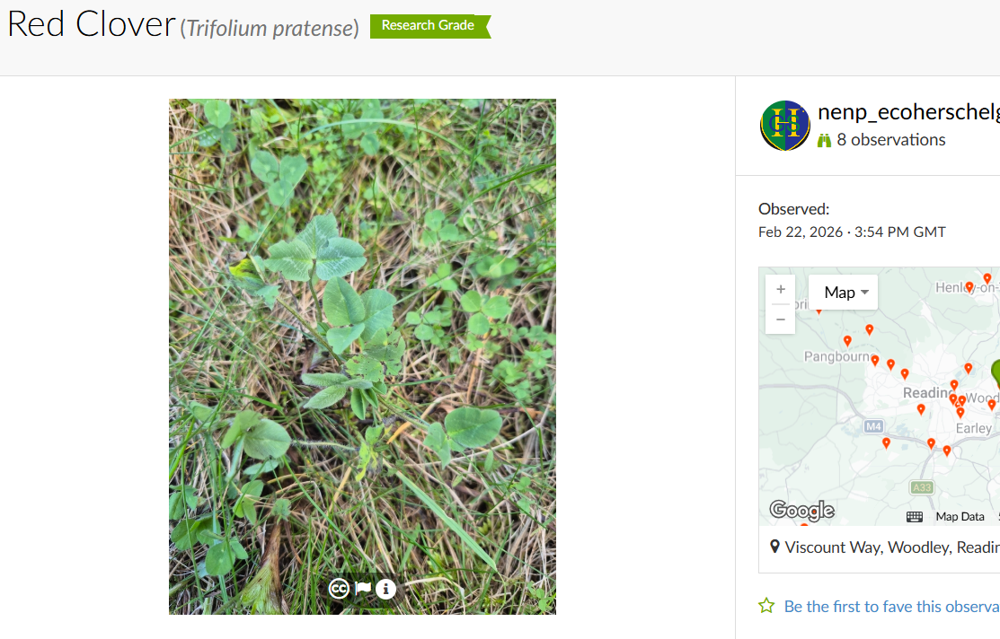 Red Clover (Trifolium pratense) Research Grade
nenp_ecoherschelg
8 observations
Observed:
Feb 22, 2026 · 3:54 PM GMT
+
Map
−
Henley-on-
Pangbourn
Reading
Wood
M4
Earley
A33
Google
Map Data
Viscount Way, Woodley, Readin
Be the first to fave this observa